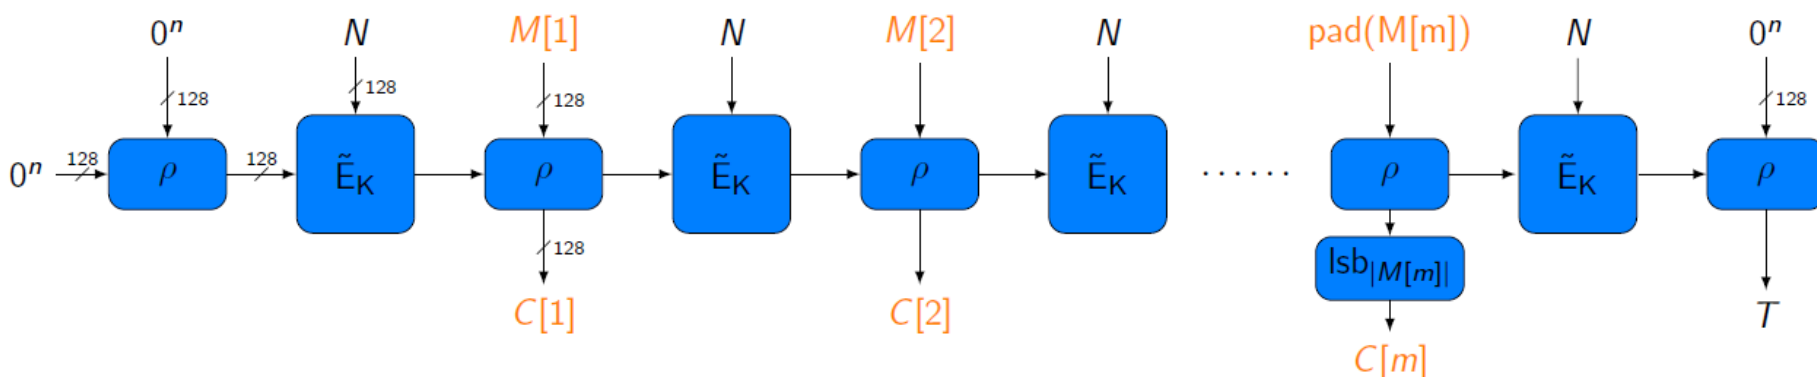 0ⁿ N M[1] N M[2] N pad(M[m]) N 0ⁿ
128 128 128 128
0ⁿ 128 ρ 128 Ẽ_K ρ Ẽ_K ρ Ẽ_K ...... ρ Ẽ_K ρ
128 lsb_|M[m]|
C[1] C[2] T
C[m]